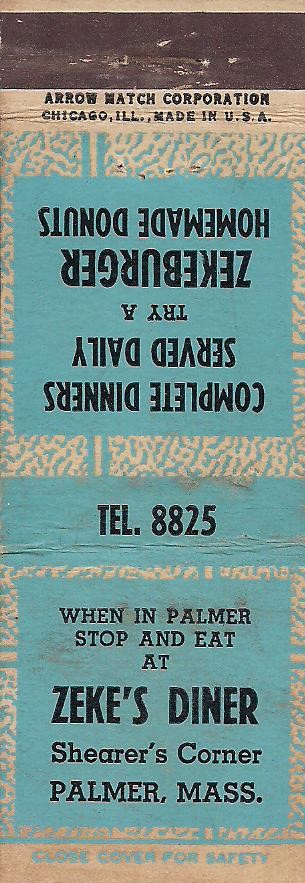 ARROW MATCH CORPORATION
CHICAGO, ILL., MADE IN U.S.A.
COMPLETE DINNERS
SERVED DAILY
TRY A
ZEKEBURGER
HOMEMADE DONUTS
TEL. 8825
WHEN IN PALMER
STOP AND EAT
AT
ZEKE'S DINER
Shearer's Corner
PALMER, MASS.
CLOSE COVER FOR SAFETY